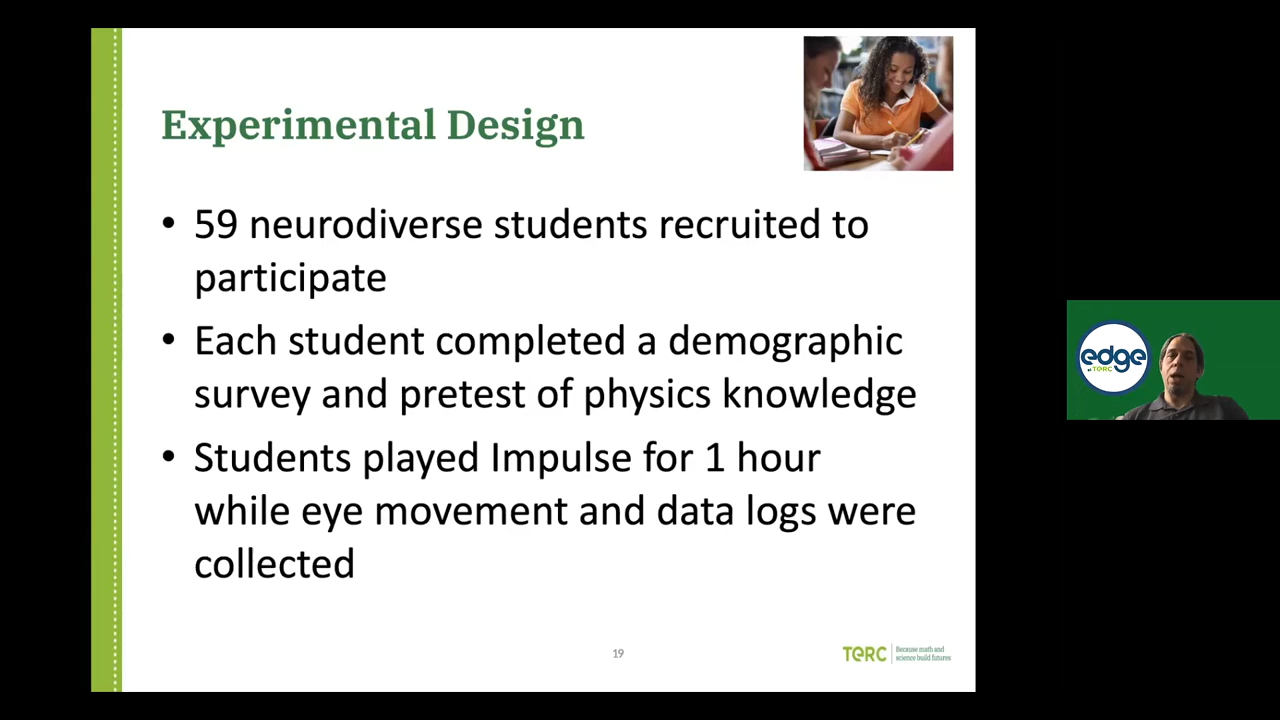 Experimental Design
• 59 neurodiverse students recruited to
participate
• Each student completed a demographic
survey and pretest of physics knowledge
• Students played Impulse for 1 hour
while eye movement and data logs were
collected
19
TERC
Because math and
science build futures
edge
at TERC